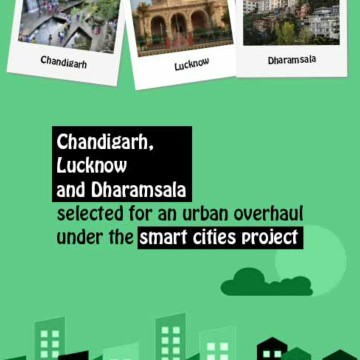 Chandigarh
Lucknow
Dharamsala
Chandigarh,
Lucknow
and Dharamsala
selected for an urban overhaul
under the smart cities project